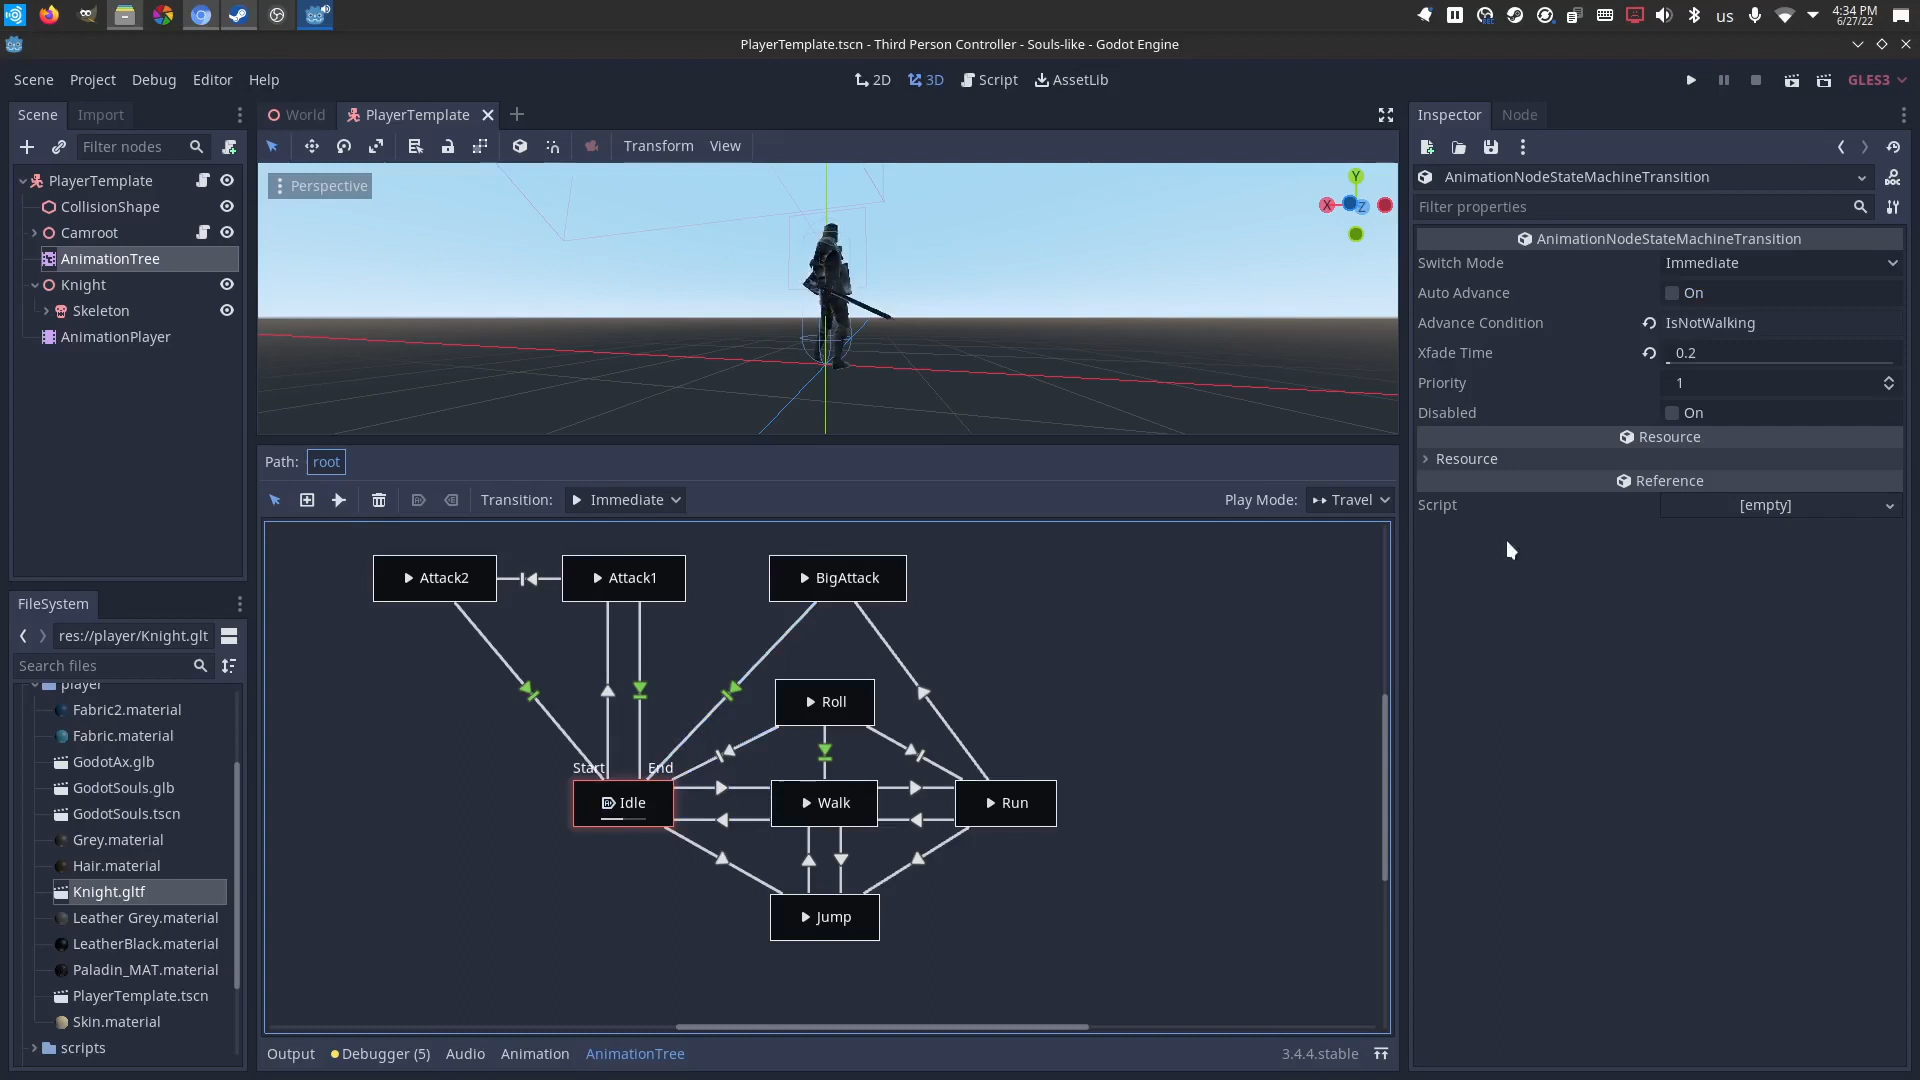 us
4:34 PM
6/27/22
PlayerTemplate.tscn - Third Person Controller - Souls-like - Godot Engine
Scene Project Debug Editor Help
2D 3D Script AssetLib
GLES3
Scene Import
World PlayerTemplate
Inspector Node
Filter nodes
Transform View
PlayerTemplate
CollisionShape
Camroot
AnimationTree
Knight
Skeleton
AnimationPlayer
Perspective
Y
X
Z
AnimationNodeStateMachineTransition
Filter properties
AnimationNodeStateMachineTransition
Switch Mode Immediate
Auto Advance On
Advance Condition IsNotWalking
Xfade Time 0.2
Priority 1
Disabled On
Resource
Resource
Reference
Script [empty]
Path: root
Transition: Immediate
Play Mode: Travel
Attack2 Attack1 BigAttack
Roll
Start End
Idle Walk Run
Jump
FileSystem
res://player/Knight.glt
Search files
player
Fabric2.material
Fabric.material
GodotAx.glb
GodotSouls.glb
GodotSouls.tscn
Grey.material
Hair.material
Knight.gltf
Leather Grey.material
LeatherBlack.material
Paladin_MAT.material
PlayerTemplate.tscn
Skin.material
scripts
Output Debugger (5) Audio Animation AnimationTree
3.4.4.stable